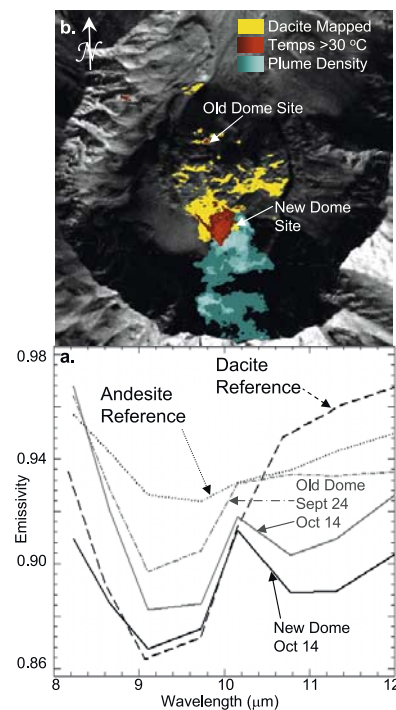 b.
N
Dacite Mapped
Temps >30 °C
Plume Density
Old Dome Site
New Dome
Site
a.
0.98
0.94
0.90
0.86
Emissivity
Dacite
Reference
Andesite
Reference
Old Dome
Sept 24
Oct 14
New Dome
Oct 14
8 9 10 11 12
Wavelength (μm)